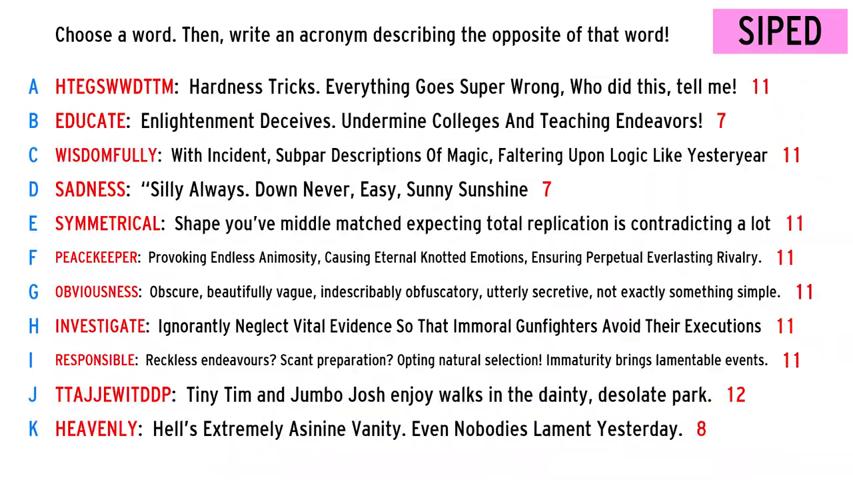 Choose a word. Then, write an acronym describing the opposite of that word!
SIPED
A HTEGSWWDTTM: Hardness Tricks. Everything Goes Super Wrong, Who did this, tell me! 11
B EDUCATE: Enlightenment Deceives. Undermine Colleges And Teaching Endeavors! 7
C WISDOMFULLY: With Incident, Subpar Descriptions Of Magic, Faltering Upon Logic Like Yesteryear 11
D SADNESS: “Silly Always. Down Never, Easy, Sunny Sunshine 7
E SYMMETRICAL: Shape you've middle matched expecting total replication is contradicting a lot 11
F PEACEKEEPER: Provoking Endless Animosity, Causing Eternal Knotted Emotions, Ensuring Perpetual Everlasting Rivalry. 11
G OBVIOUSNESS: Obscure, beautifully vague, indescribably obfuscatory, utterly secretive, not exactly something simple. 11
H INVESTIGATE: Ignorantly Neglect Vital Evidence So That Immoral Gunfighters Avoid Their Executions 11
I RESPONSIBLE: Reckless endeavours? Scant preparation? Opting natural selection! Immaturity brings lamentable events. 11
J TTAJJEWITDDP: Tiny Tim and Jumbo Josh enjoy walks in the dainty, desolate park. 12
K HEAVENLY: Hell's Extremely Asinine Vanity. Even Nobodies Lament Yesterday. 8